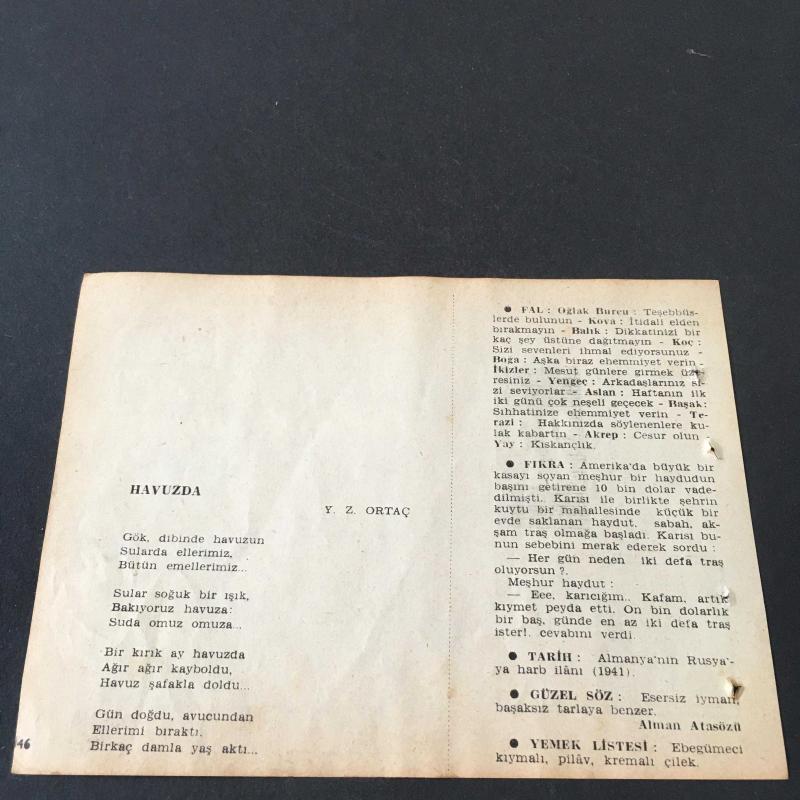 HAVUZDA
Y. Z. ORTAÇ
Gök, dibinde havuzun
Sularda ellerimiz,
Bütün emellerimiz...
Sular soğuk bir ışık,
Bakıyoruz havuza:
Suda omuz omuza...
Bir kırık ay havuzda
Ağır ağır kayboldu,
Havuz şafakla doldu...
Gün doğdu, avucundan
Ellerimi bıraktı,
Birkaç damla yaş aktı...
46
● FAL : Oğlak Burcu : Teşebbüs-
lerde bulunun - Kova : İtidali elden
bırakmayın - Balık : Dikkatinizi bir
kaç şey üstüne dağıtmayın - Koç :
Sizi sevenleri ihmal ediyorsunuz -
Boğa : Aşka biraz ehemmiyet verin -
İkizler : Mesut günlere girmek üze-
resiniz - Yengeç : Arkadaşlarınız si-
zi seviyorlar - Aslan : Haftanın ilk
iki günü çok neşeli geçecek - Başak:
Sıhhatinize ehemmiyet verin - Te-
razi : Hakkınızda söylenenlere ku-
lak kabartın - Akrep : Cesur olun -
Yay : Kıskançlık.
● FIKRA : Amerika'da büyük bir
kasayı soyan meşhur bir haydudun
başını getirene 10 bin dolar vade-
dilmişti. Karısı ile birlikte şehrin
kuytu bir mahallesinde küçük bir
evde saklanan haydut, sabah, ak-
şam traş olmağa başladı. Karısı bu-
nun sebebini merak ederek sordu :
— Her gün neden iki defa traş
oluyorsun ?.
Meşhur haydut :
— Eee, karıcığım.. Kafam, artık
kıymet peyda etti. On bin dolarlık
bir baş, günde en az iki defa traş
ister!. cevabını verdi.
● TARİH : Almanya'nın Rusya'-
ya harb ilânı (1941).
● GÜZEL SÖZ : Esersiz iyman,
başaksız tarlaya benzer.
Alman Atasözü
● YEMEK LİSTESİ : Ebegümeci
kıymalı, pilâv, kremalı çilek.